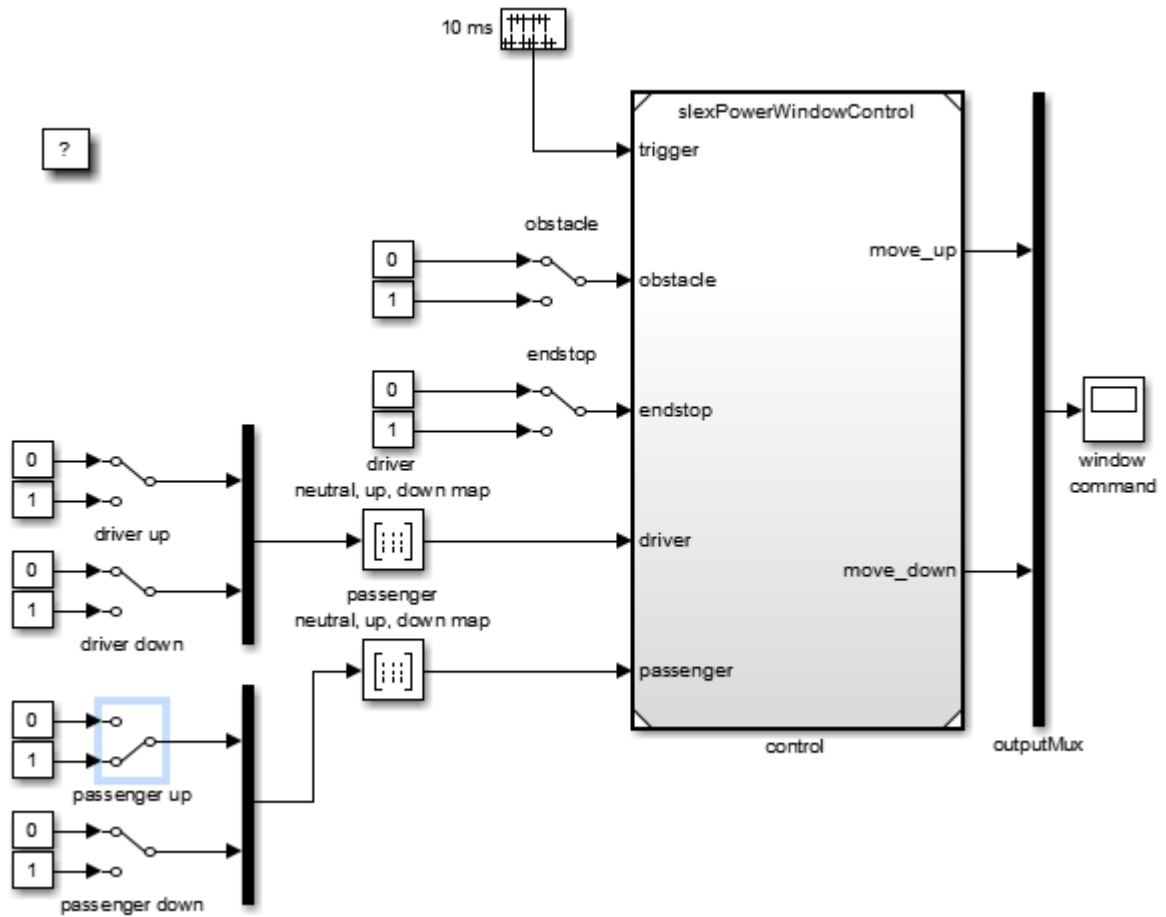 10 ms
slexPowerWindowControl
trigger
?
obstacle
0
1
obstacle
move_up
endstop
0
1
endstop
driver
neutral, up, down map
0
1
driver up
driver
0
1
driver down
passenger
neutral, up, down map
move_down
window
command
0
1
passenger up
passenger
control
outputMux
0
1
passenger down